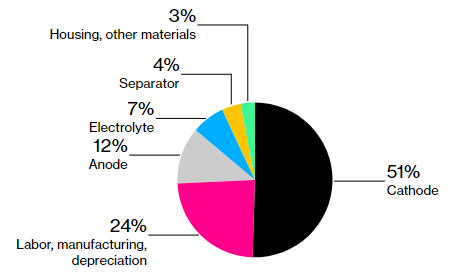 3%
Housing, other materials
4%
Separator
7%
Electrolyte
12%
Anode
51%
Cathode
24%
Labor, manufacturing,
depreciation